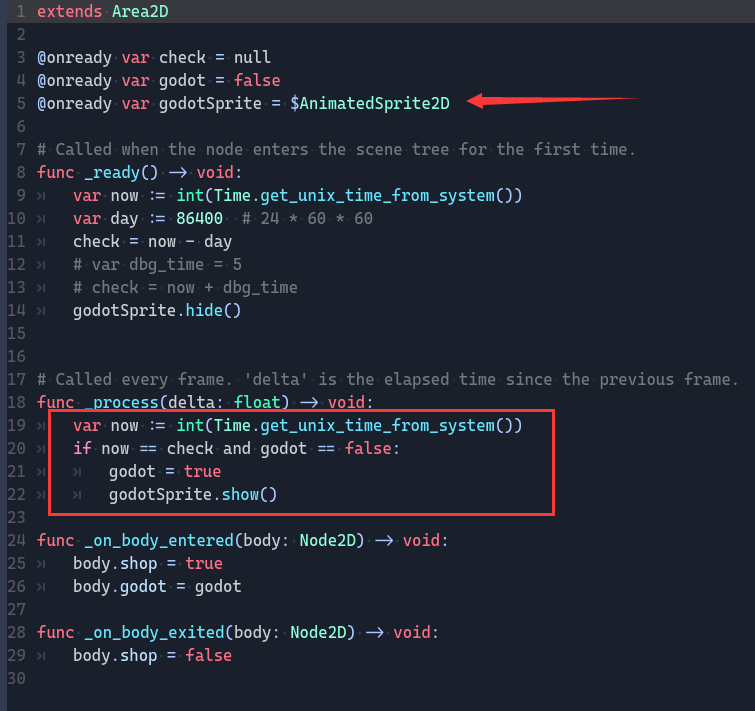 1 extends Area2D
2
3 @onready var check = null
4 @onready var godot = false
5 @onready var godotSprite = $AnimatedSprite2D
6
7 # Called when the node enters the scene tree for the first time.
8 func _ready() -> void:
9 var now := int(Time.get_unix_time_from_system())
10 var day := 86400 # 24 * 60 * 60
11 check = now - day
12 # var dbg_time = 5
13 # check = now + dbg_time
14 godotSprite.hide()
15
16
17 # Called every frame. 'delta' is the elapsed time since the previous frame.
18 func _process(delta: float) -> void:
19 var now := int(Time.get_unix_time_from_system())
20 if now == check and godot == false:
21 godot = true
22 godotSprite.show()
23
24 func _on_body_entered(body: Node2D) -> void:
25 body.shop = true
26 body.godot = godot
27
28 func _on_body_exited(body: Node2D) -> void:
29 body.shop = false
30